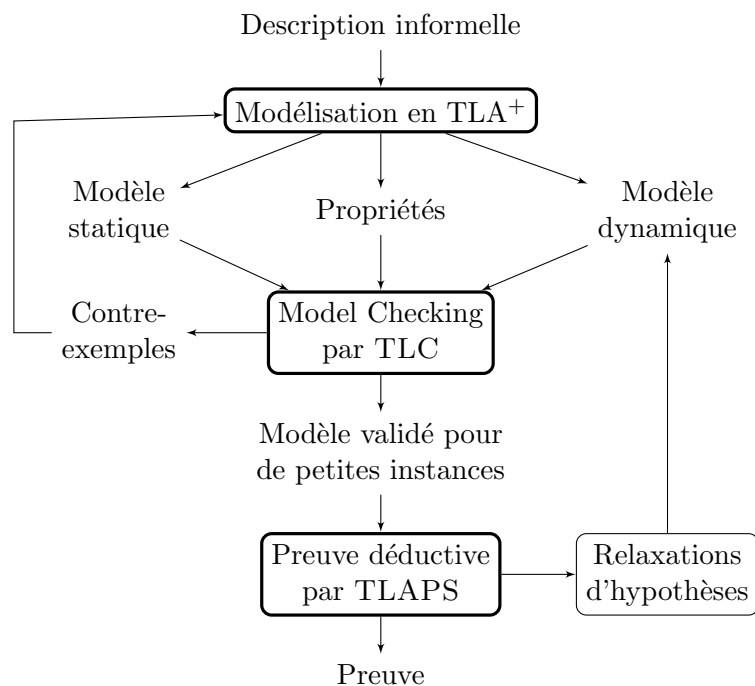 Description informelle
Modélisation en TLA⁺
Modèle
statique
Propriétés
Modèle
dynamique
Contre-
exemples
Model Checking
par TLC
Modèle validé pour
de petites instances
Preuve déductive
par TLAPS
Relaxations
d'hypothèses
Preuve